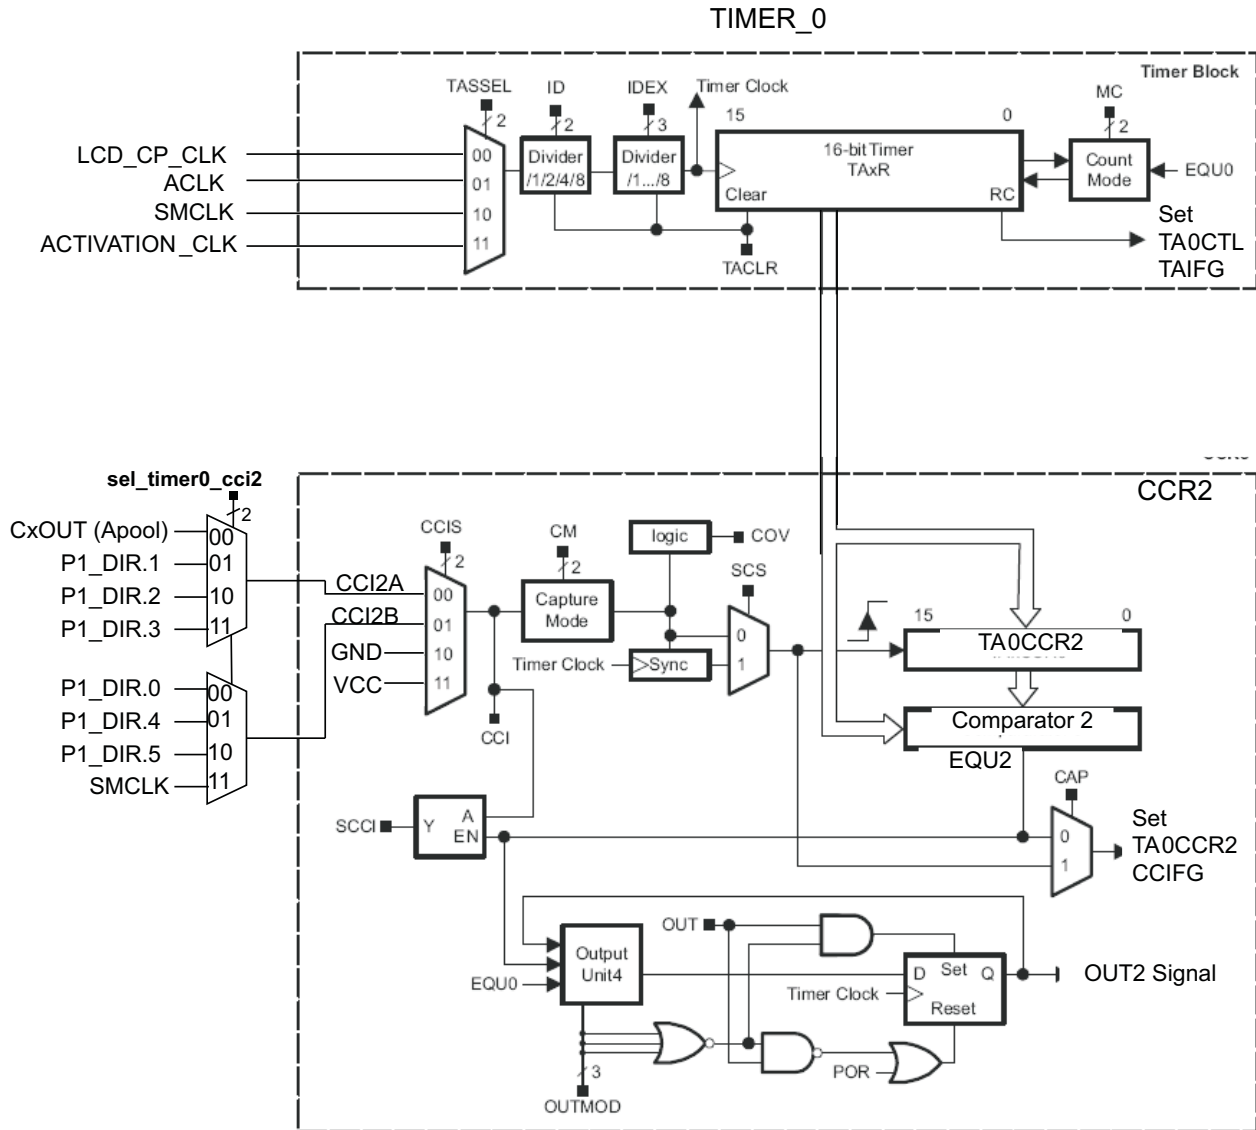 TIMER_0
Timer Block
TASSEL
ID
IDEX
Timer Clock
MC
2
2
3
15
0
2
LCD_CP_CLK
00
Divider
/1/2/4/8
Divider
/1.../8
16-bit Timer
TAxR
Count
Mode
EQU0
ACLK
01
SMCLK
10
Clear
RC
ACTIVATION_CLK
11
TACLR
Set
TA0CTL
TAIFG
sel_timer0_cci2
2
CCR2
CxOUT (Apool)
00
P1_DIR.1
01
P1_DIR.2
10
P1_DIR.3
11
CCIS
2
CM
2
logic
COV
SCS
CCI2A
00
Capture
Mode
CCI2B
01
0
GND
10
Timer Clock
Sync
1
VCC
11
15
0
TA0CCR2
P1_DIR.0
00
P1_DIR.4
01
P1_DIR.5
10
SMCLK
11
CCI
Comparator 2
EQU2
CAP
SCCI
Y
A
EN
0
1
Set
TA0CCR2
CCIFG
OUT
Output
Unit4
EQU0
D
Set
Q
Timer Clock
Reset
OUT2 Signal
3
POR
OUTMOD